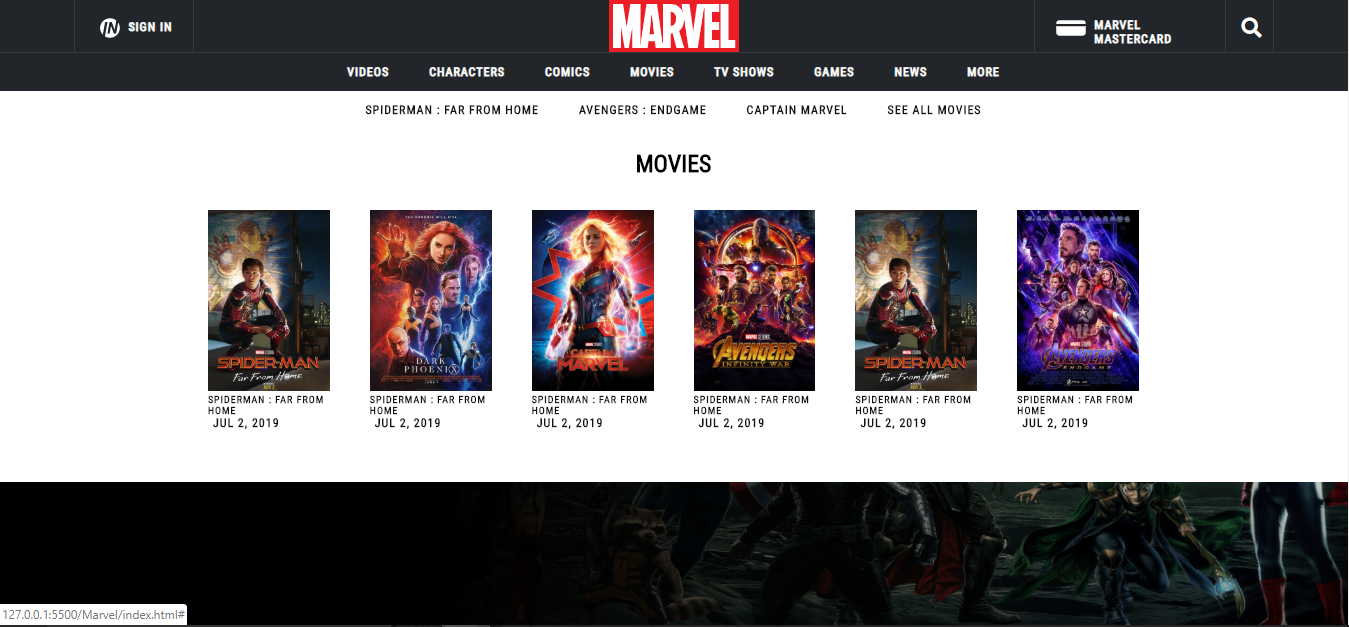 IN SIGN IN
MARVEL
MARVEL
MASTERCARD
VIDEOS CHARACTERS COMICS MOVIES TV SHOWS GAMES NEWS MORE
SPIDERMAN : FAR FROM HOME AVENGERS : ENDGAME CAPTAIN MARVEL SEE ALL MOVIES
MOVIES
SPIDER-MAN
Far From Home
DARK
PHOENIX
CAPTAIN
MARVEL
AVENGERS
INFINITY WAR
SPIDER-MAN
Far From Home
AVENGERS
ENDGAME
SPIDERMAN : FAR FROM
HOME
JUL 2, 2019
SPIDERMAN : FAR FROM
HOME
JUL 2, 2019
SPIDERMAN : FAR FROM
HOME
JUL 2, 2019
SPIDERMAN : FAR FROM
HOME
JUL 2, 2019
SPIDERMAN : FAR FROM
HOME
JUL 2, 2019
SPIDERMAN : FAR FROM
HOME
JUL 2, 2019
127.0.0.1:5500/Marvel/index.html#